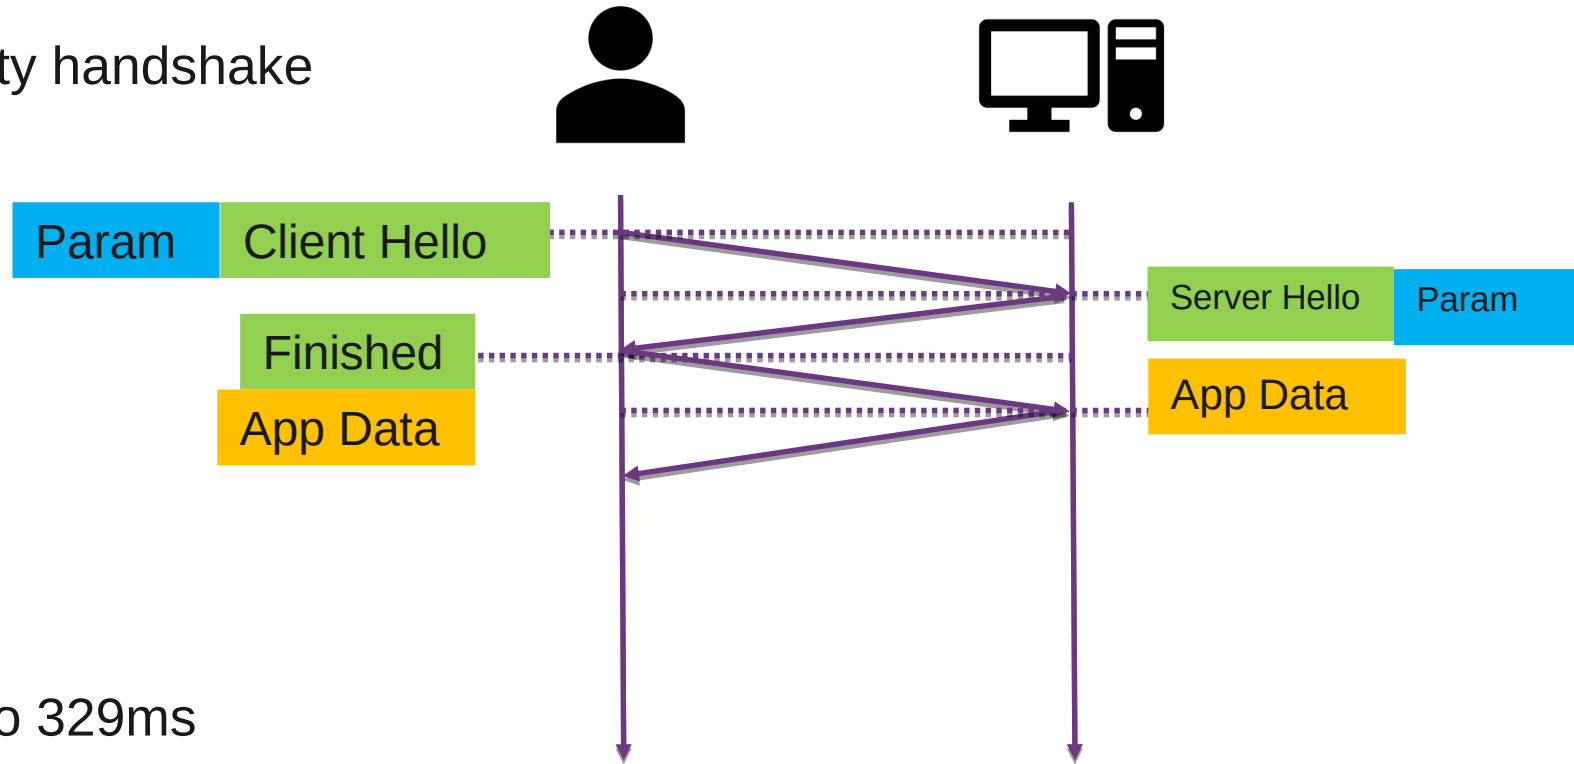 ty handshake
Param
Client Hello
Server Hello
Param
Finished
App Data
App Data
o 329ms